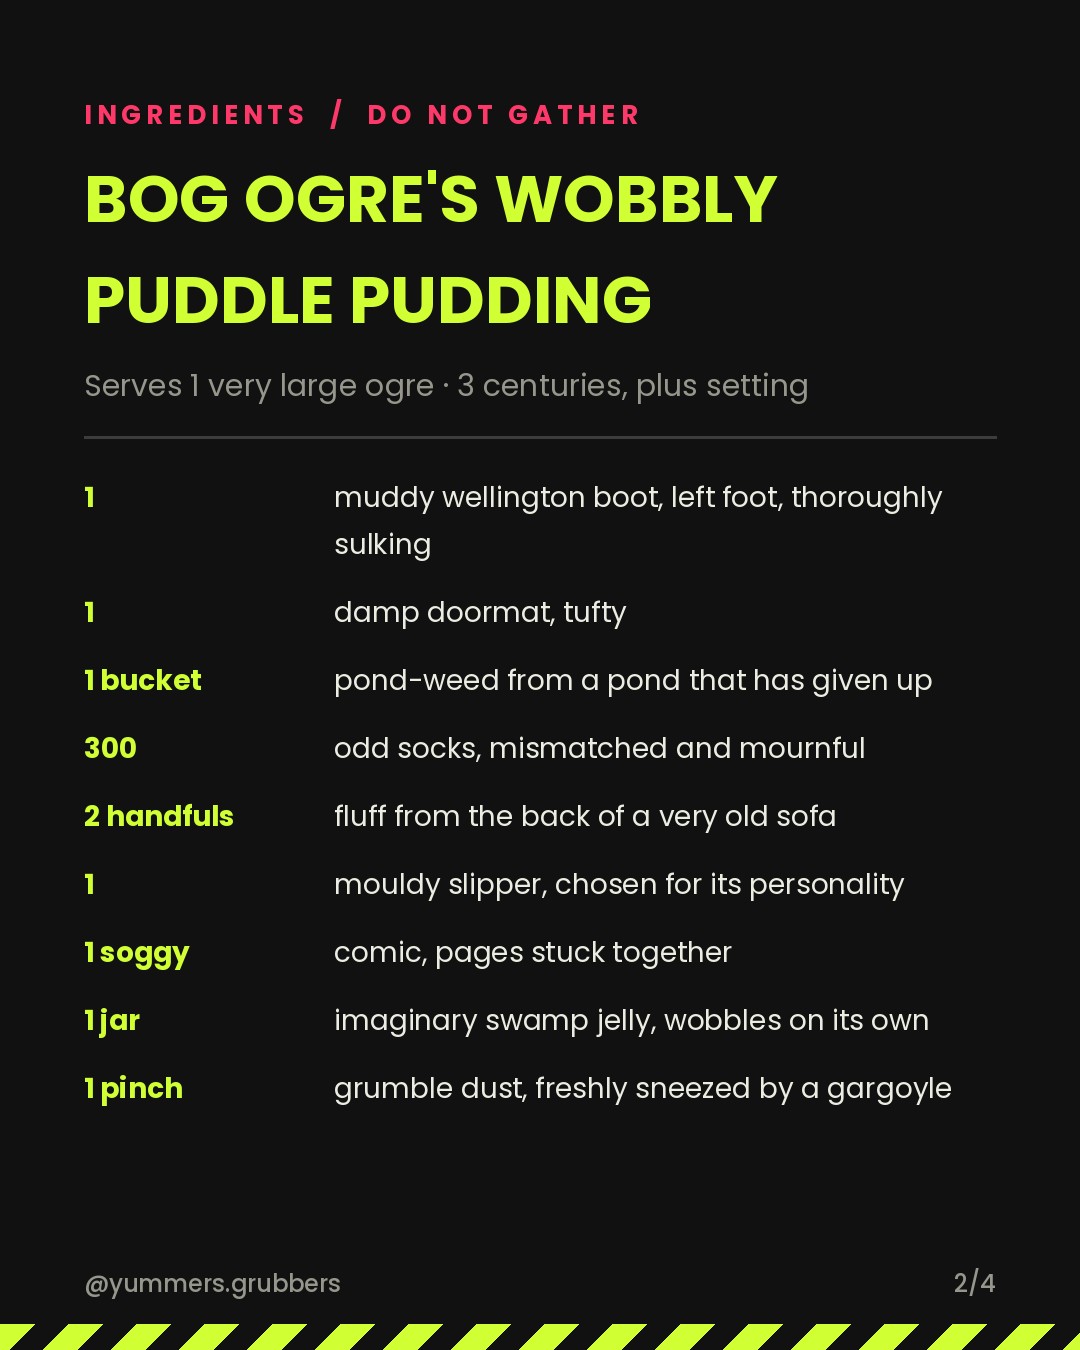 INGREDIENTS / DO NOT GATHER
BOG OGRE'S WOBBLY
PUDDLE PUDDING
Serves 1 very large ogre · 3 centuries, plus setting
1 muddy wellington boot, left foot, thoroughly
sulking
1 damp doormat, tufty
1 bucket pond-weed from a pond that has given up
300 odd socks, mismatched and mournful
2 handfuls fluff from the back of a very old sofa
1 mouldy slipper, chosen for its personality
1 soggy comic, pages stuck together
1 jar imaginary swamp jelly, wobbles on its own
1 pinch grumble dust, freshly sneezed by a gargoyle
@yummers.grubbers 2/4